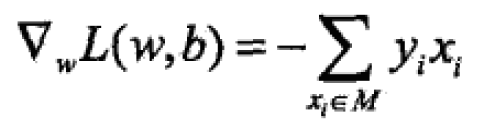 ∇_w L(w,b) = −∑_{x_i∈M} y_i x_i